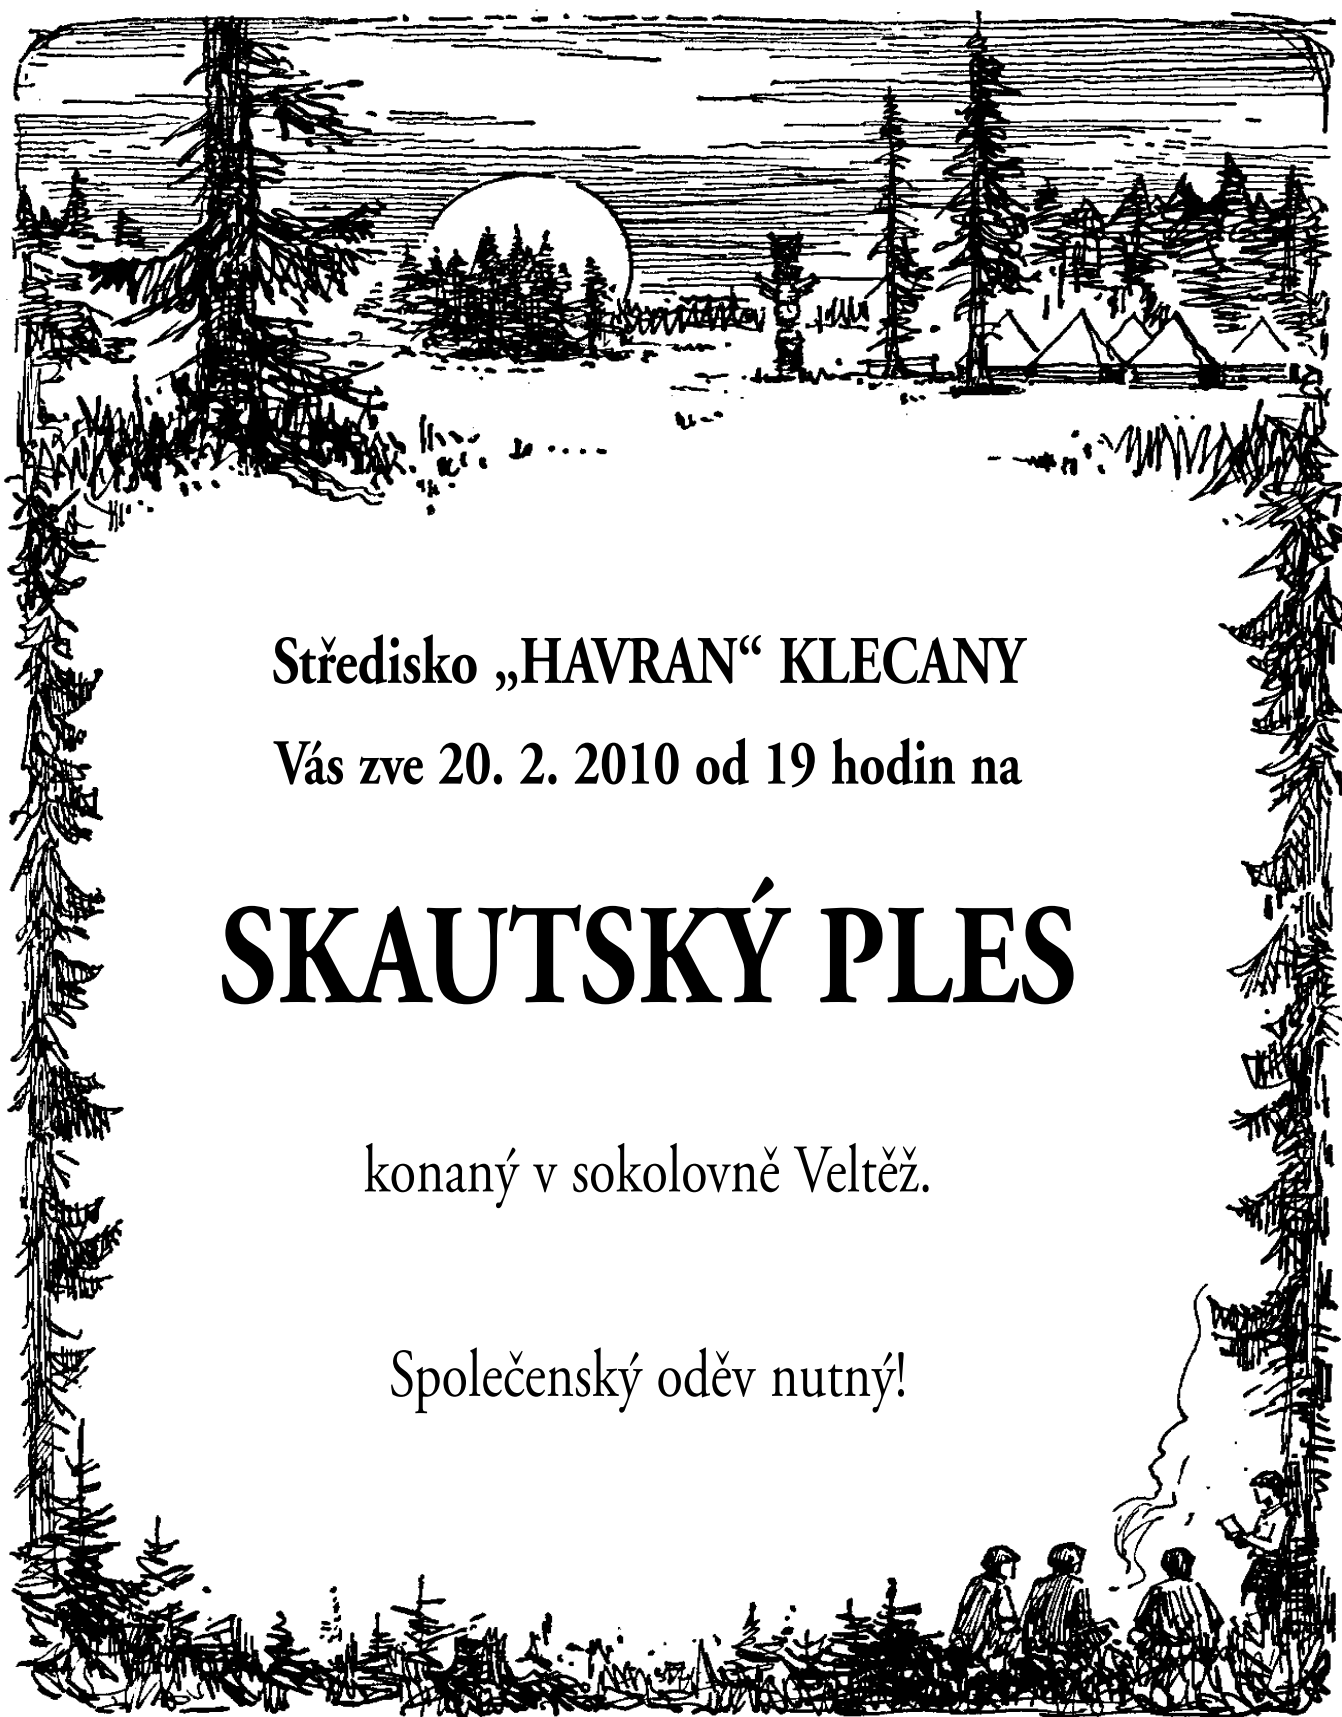 Středisko „HAVRAN“ KLECANY
Vás zve 20. 2. 2010 od 19 hodin na
SKAUTSKÝ PLES
konaný v sokolovně Veltěž.
Společenský oděv nutný!